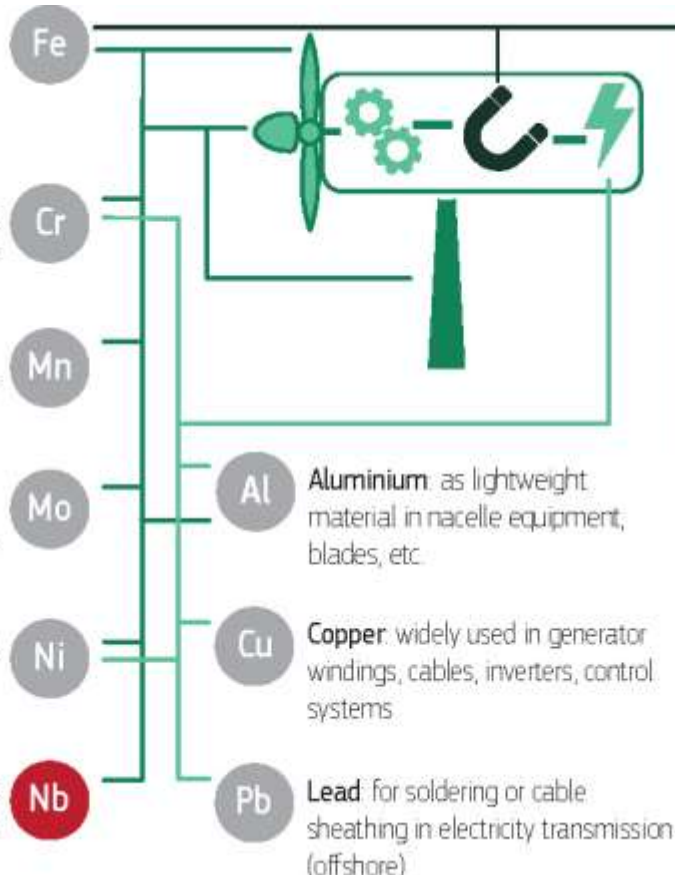 Fe
Cr
Mn
Mo
Ni
Nb
Al
Aluminium: as lightweight
material in nacelle equipment,
blades, etc.
Cu
Copper: widely used in generator
windings, cables, inverters, control
systems
Pb
Lead: for soldering or cable
sheathing in electricity transmission
(offshore)